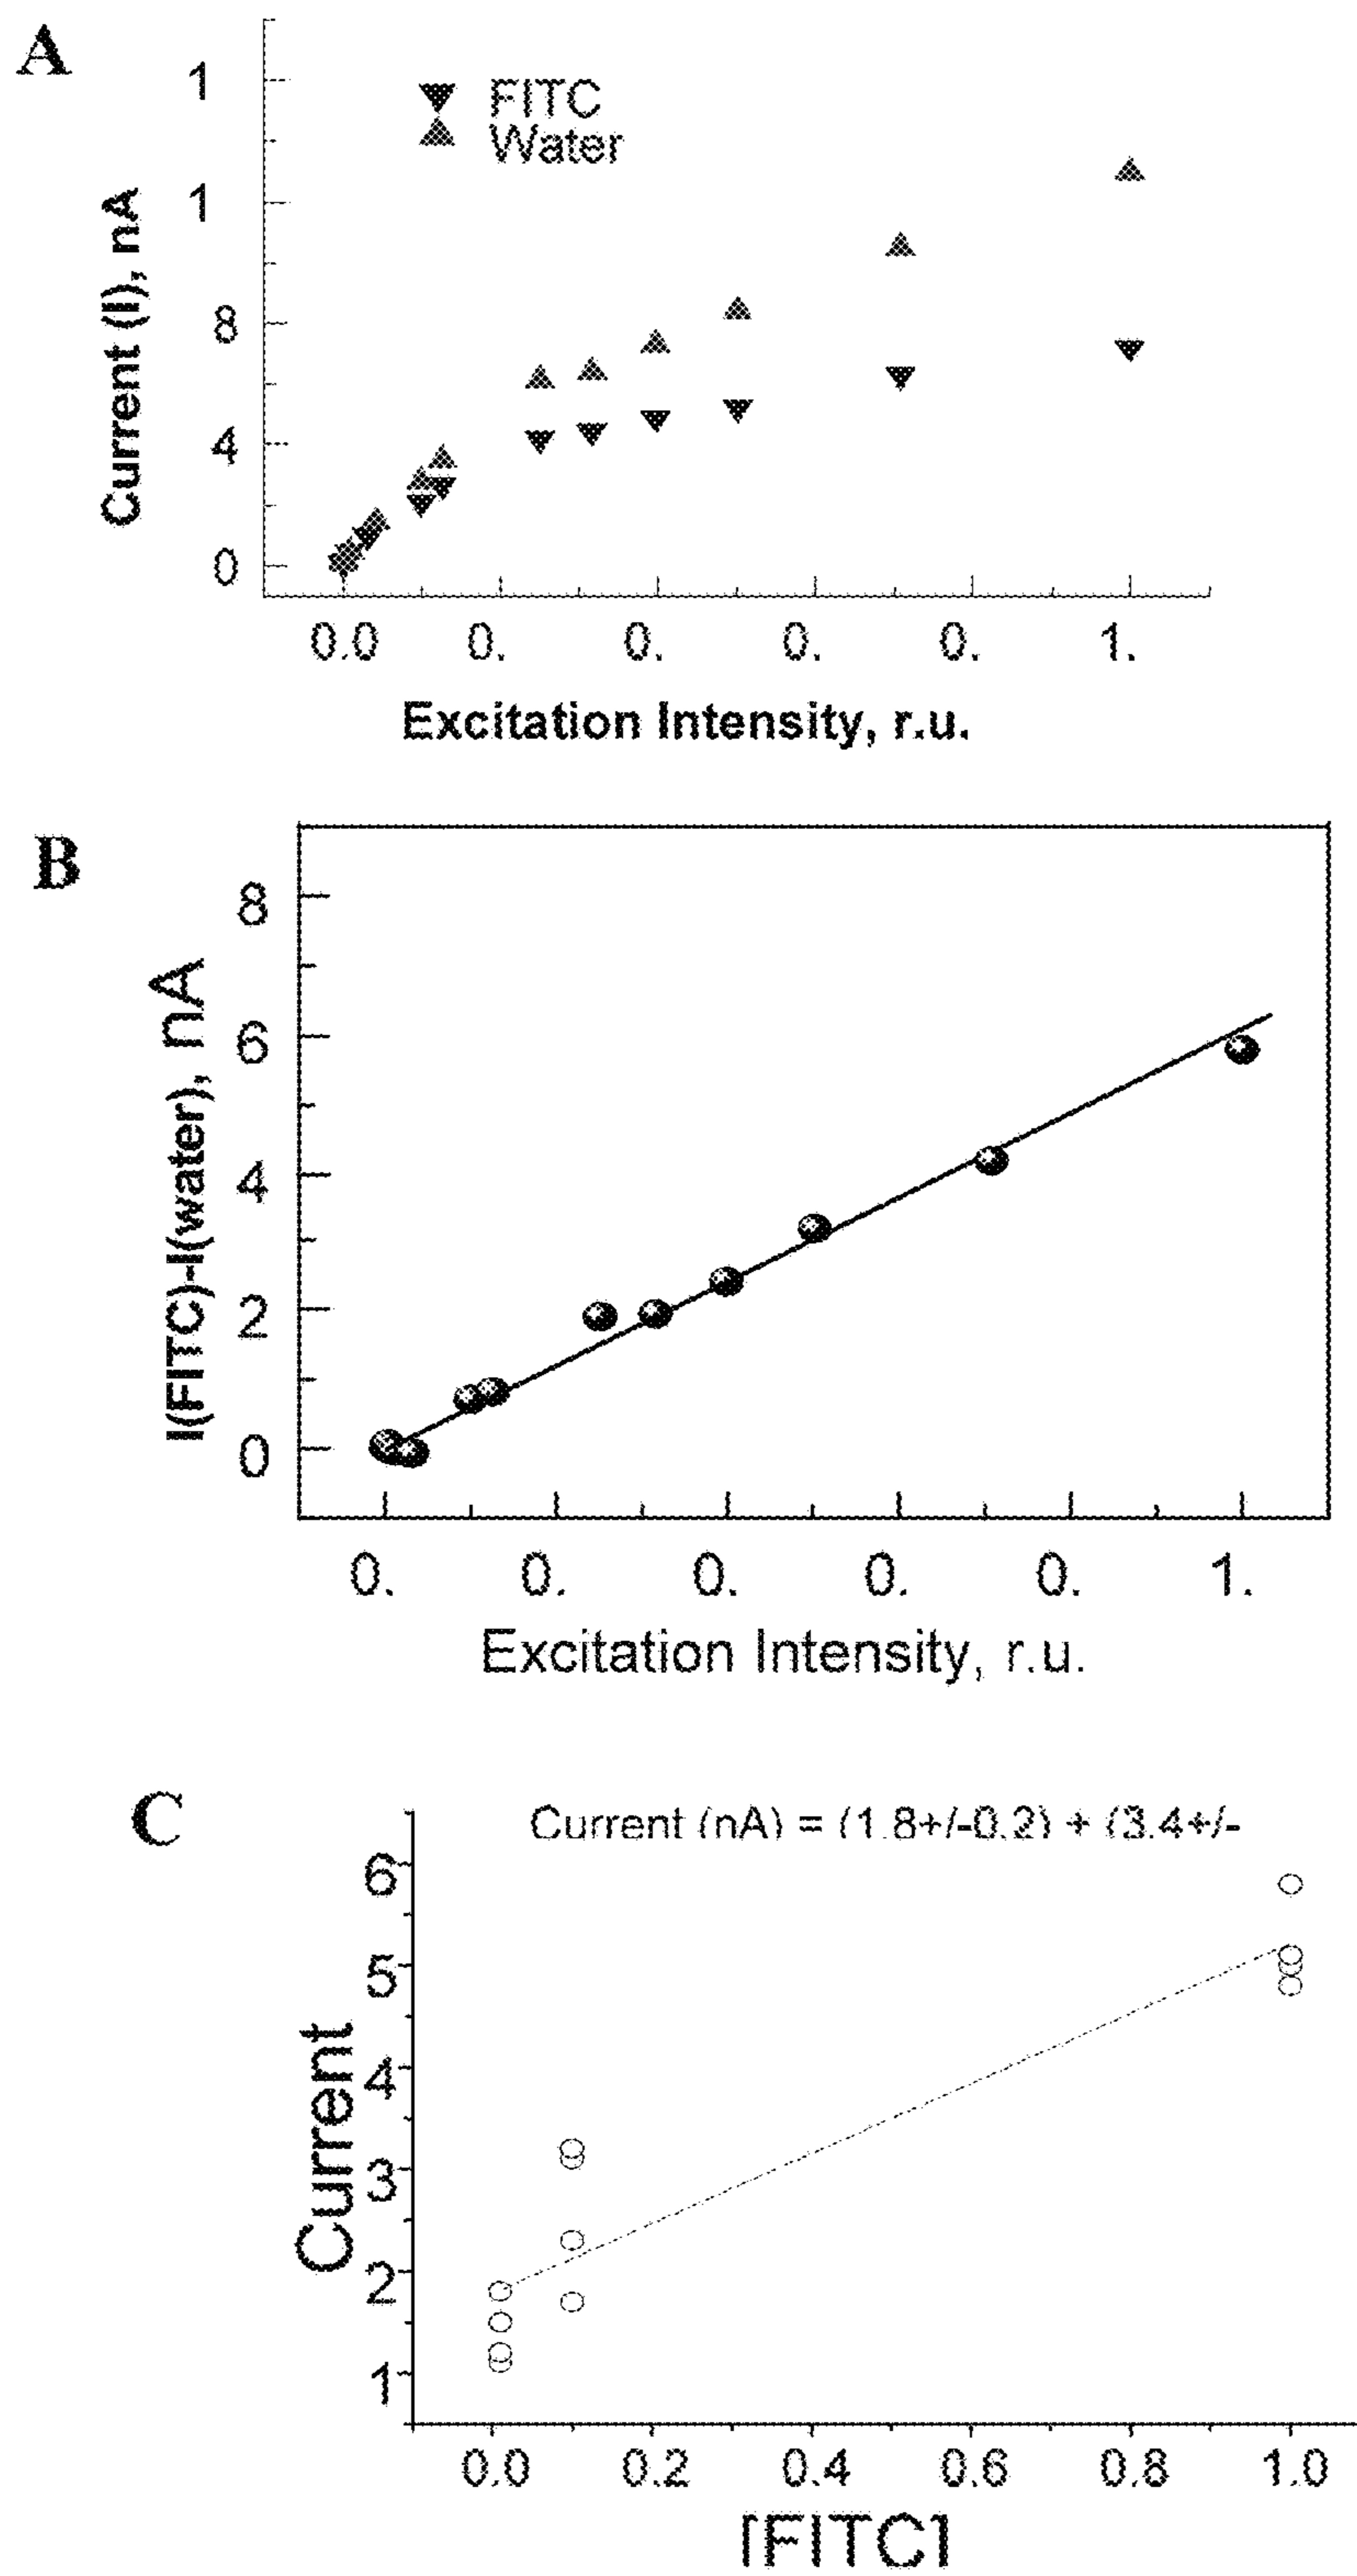 A
1
1
8
4
0
Current (I), nA
FITC
Water
0.0 0. 0. 0. 0. 1.
Excitation Intensity, r.u.
B
8
6
4
2
0
I(FITC)-I(water), nA
0. 0. 0. 0. 0. 1.
Excitation Intensity, r.u.
C
Current (nA) = (1.8+/-0.2) + (3.4+/-
6
5
4
3
2
1
Current
0.0 0.2 0.4 0.6 0.8 1.0
[FITC]